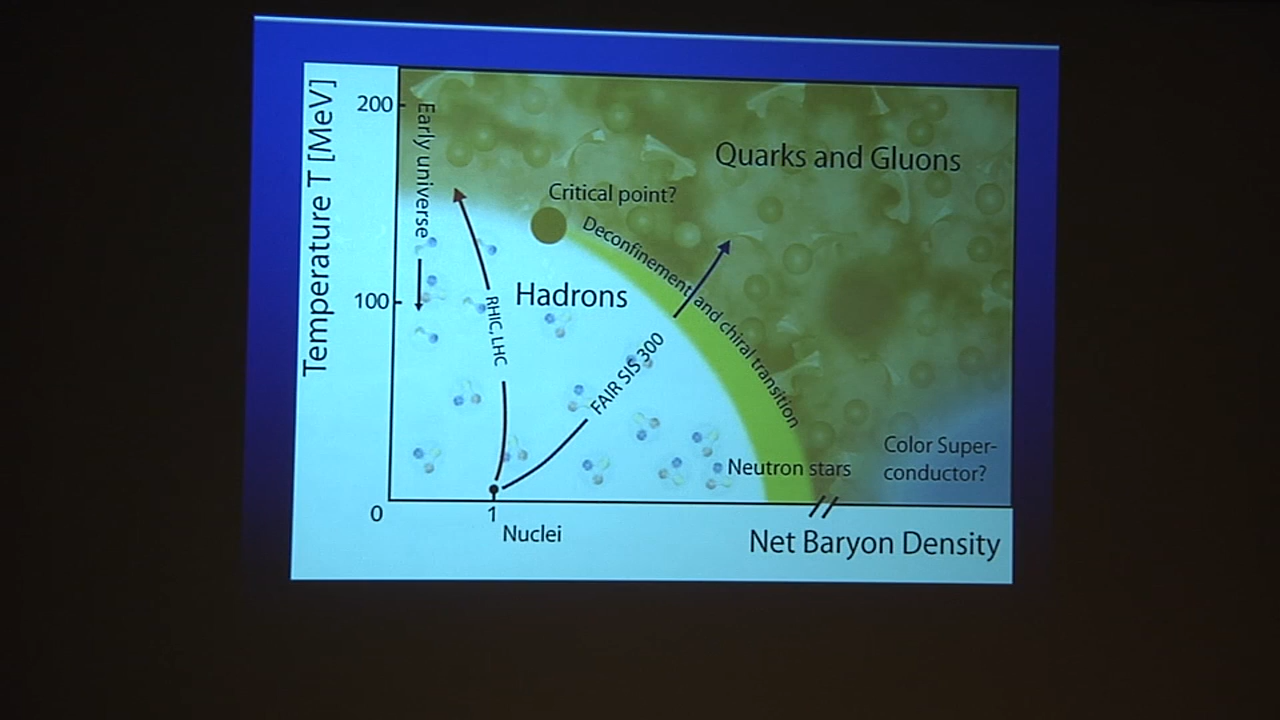 Temperature T [MeV]
200
100
0
Early universe
Quarks and Gluons
Critical point?
Deconfinement and chiral transition
Hadrons
RHIC, LHC
FAIR SIS 300
Color Super-
conductor?
Neutron stars
1
Nuclei
Net Baryon Density